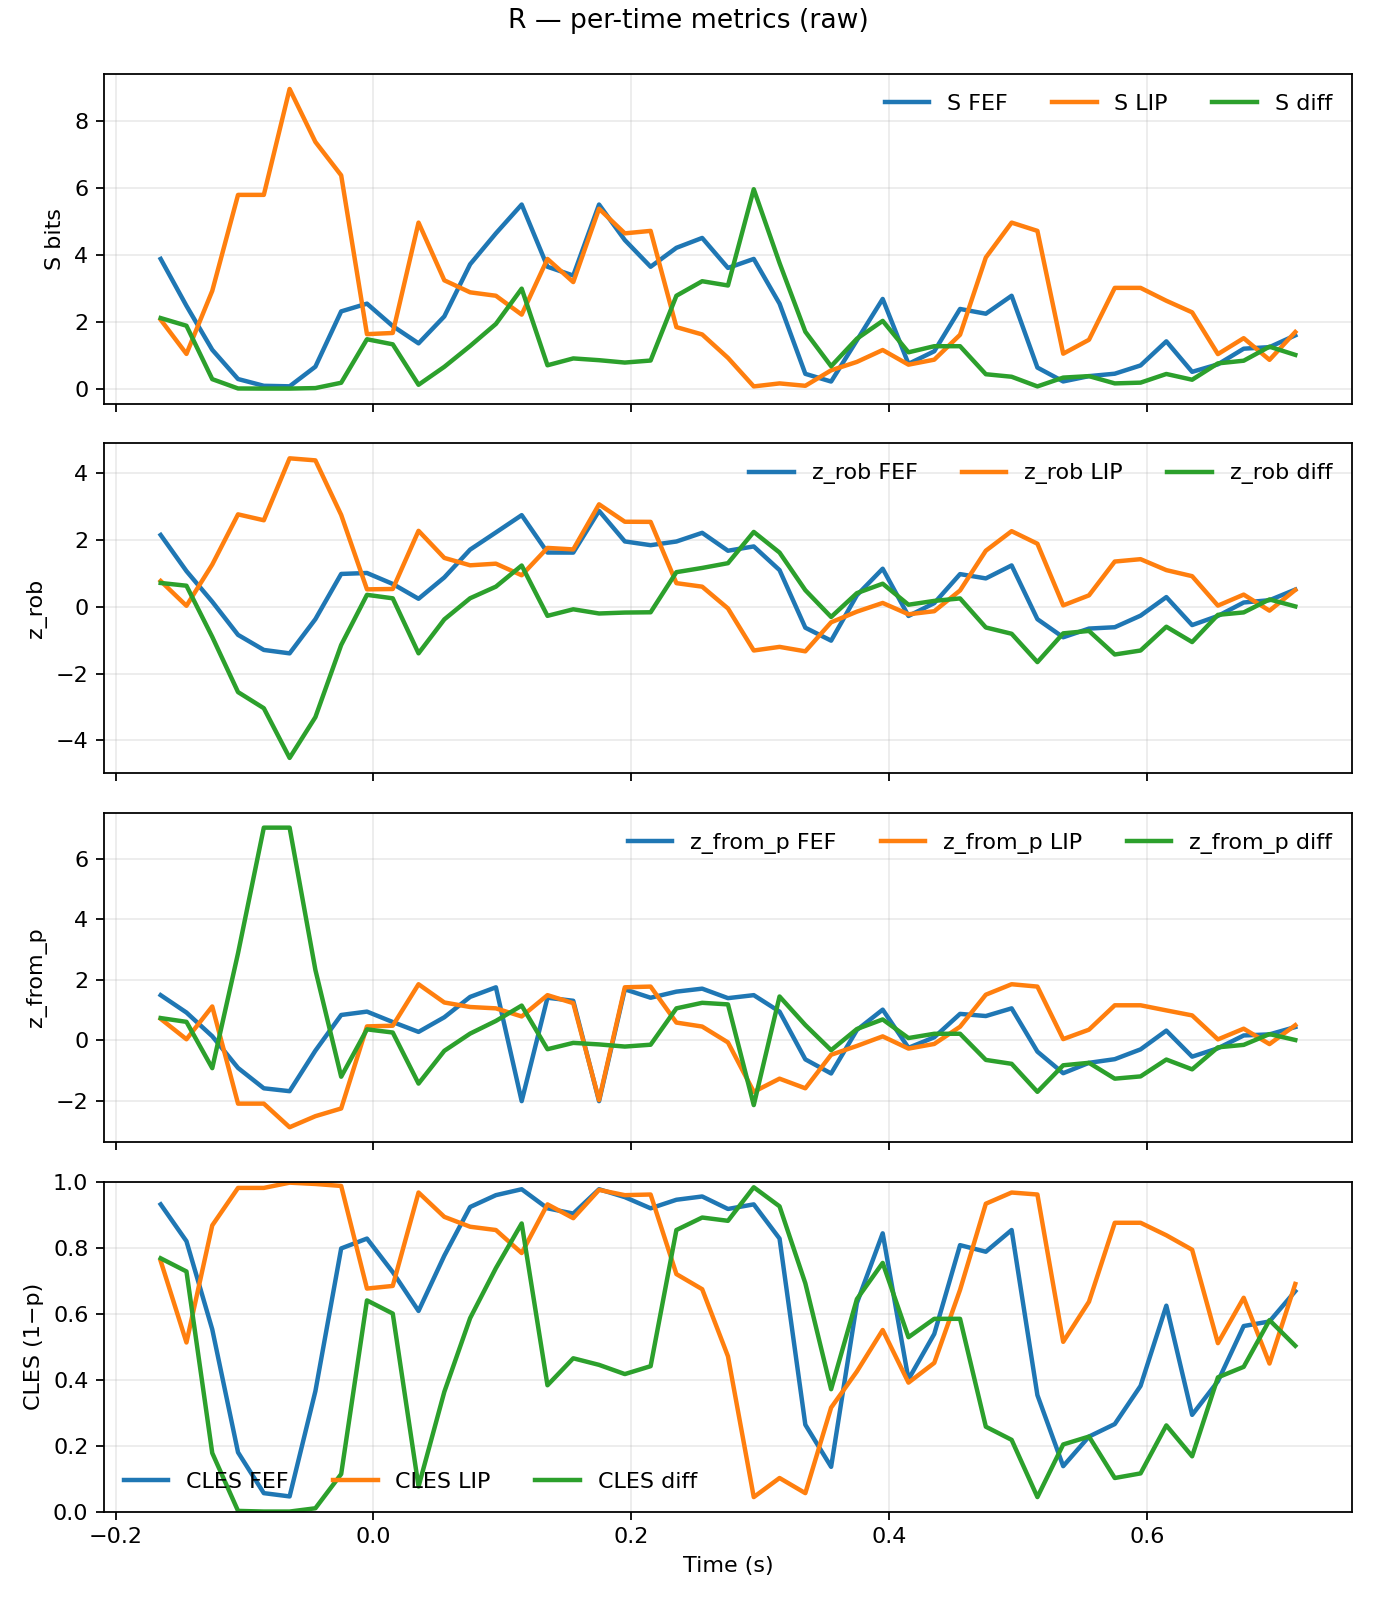 R — per-time metrics (raw)
S FEF S LIP S diff
8
6
4
2
0
S bits
z_rob FEF z_rob LIP z_rob diff
4
2
0
−2
−4
z_rob
z_from_p FEF z_from_p LIP z_from_p diff
6
4
2
0
−2
z_from_p
1.0
0.8
0.6
0.4
0.2
0.0
CLES (1−p)
CLES FEF CLES LIP CLES diff
−0.2 0.0 0.2 0.4 0.6
Time (s)